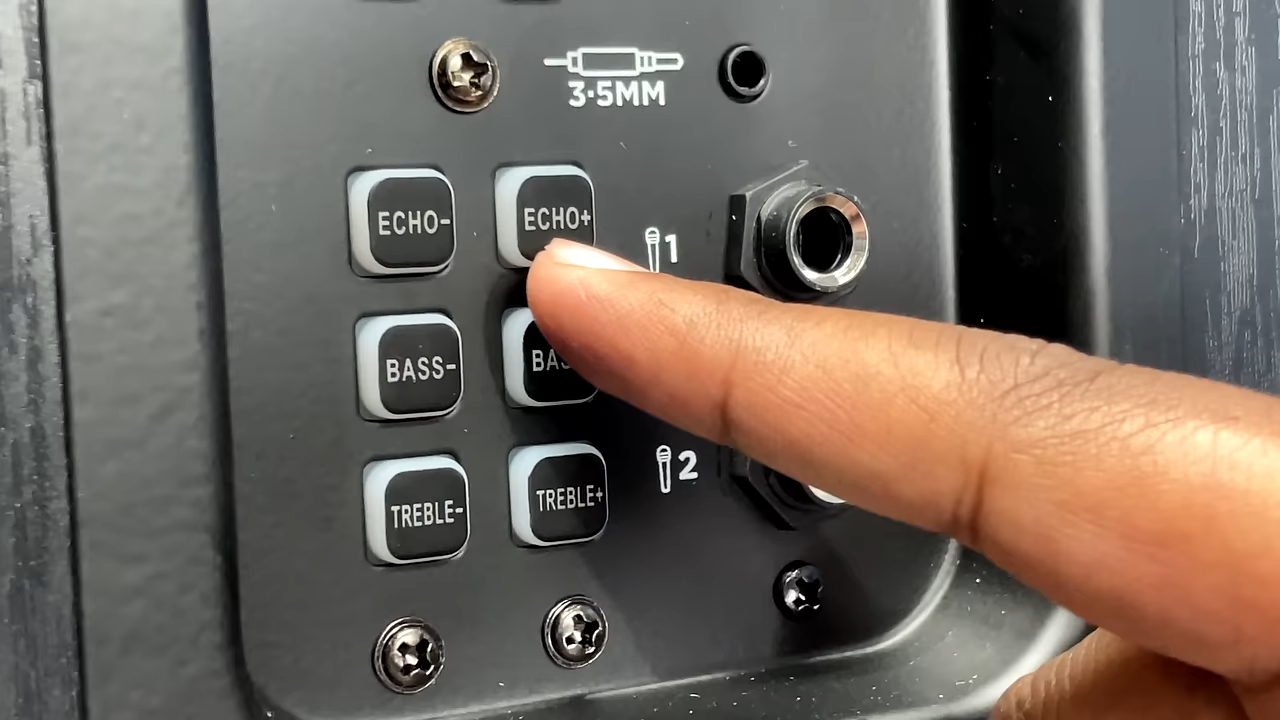 3·5MM
ECHO- ECHO+
1
BASS-
TREBLE- TREBLE+
2